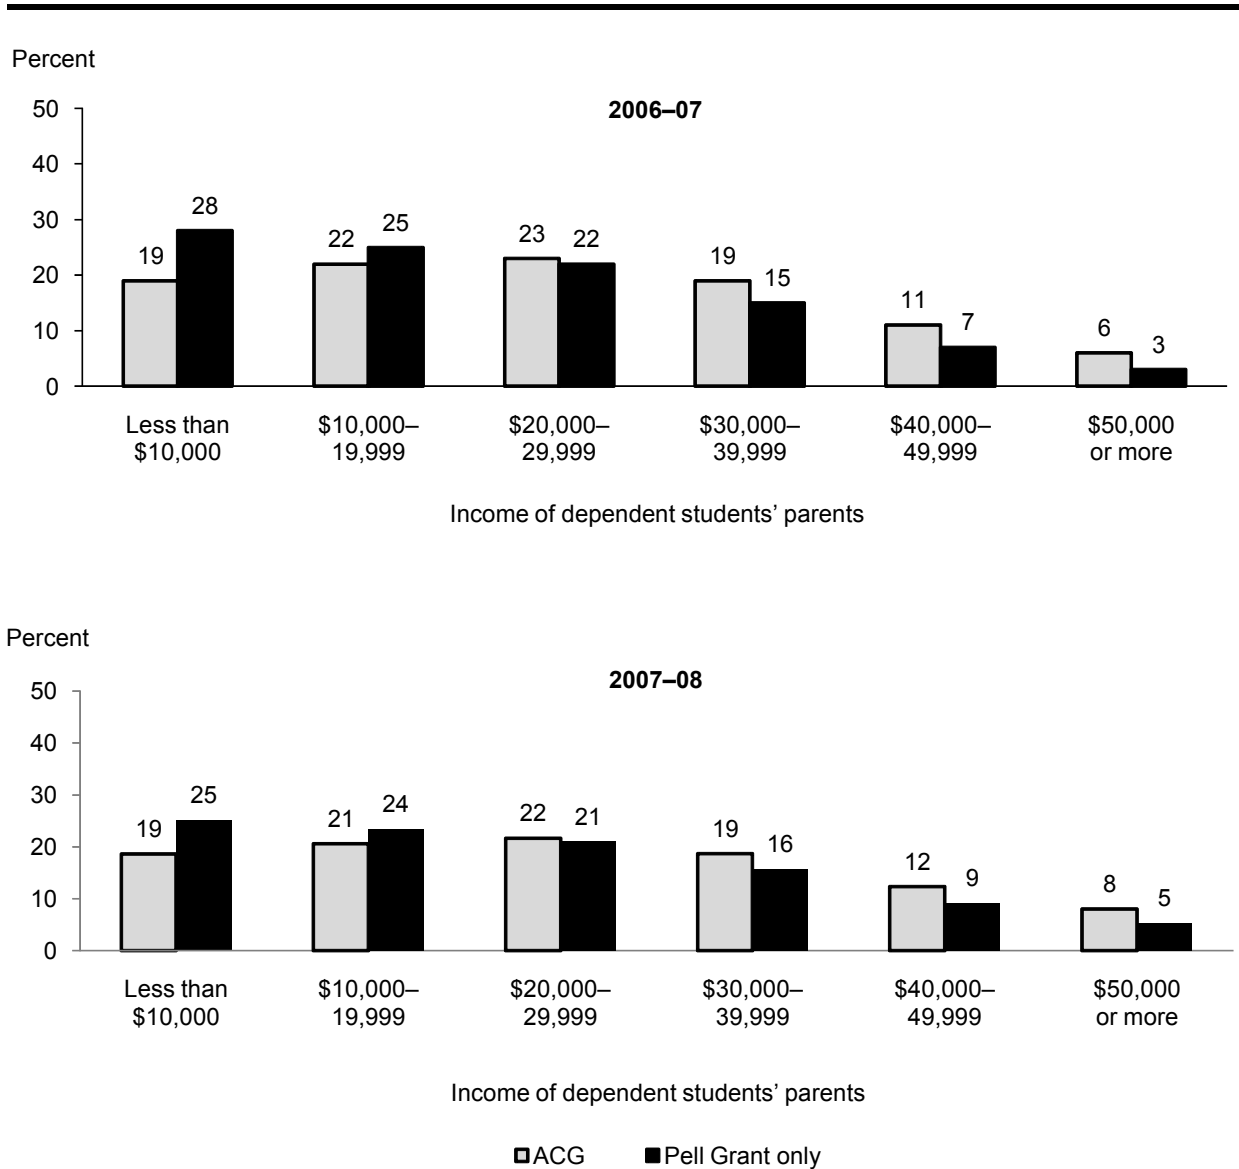 Percent
2006–07
50
40
30
20
10
0
19 28 22 25 23 22 19 15 11 7 6 3
Less than $10,000– $20,000– $30,000– $40,000– $50,000
$10,000 19,999 29,999 39,999 49,999 or more
Income of dependent students’ parents
Percent
2007–08
50
40
30
20
10
0
19 25 21 24 22 21 19 16 12 9 8 5
Less than $10,000– $20,000– $30,000– $40,000– $50,000
$10,000 19,999 29,999 39,999 49,999 or more
Income of dependent students’ parents
ACG Pell Grant only